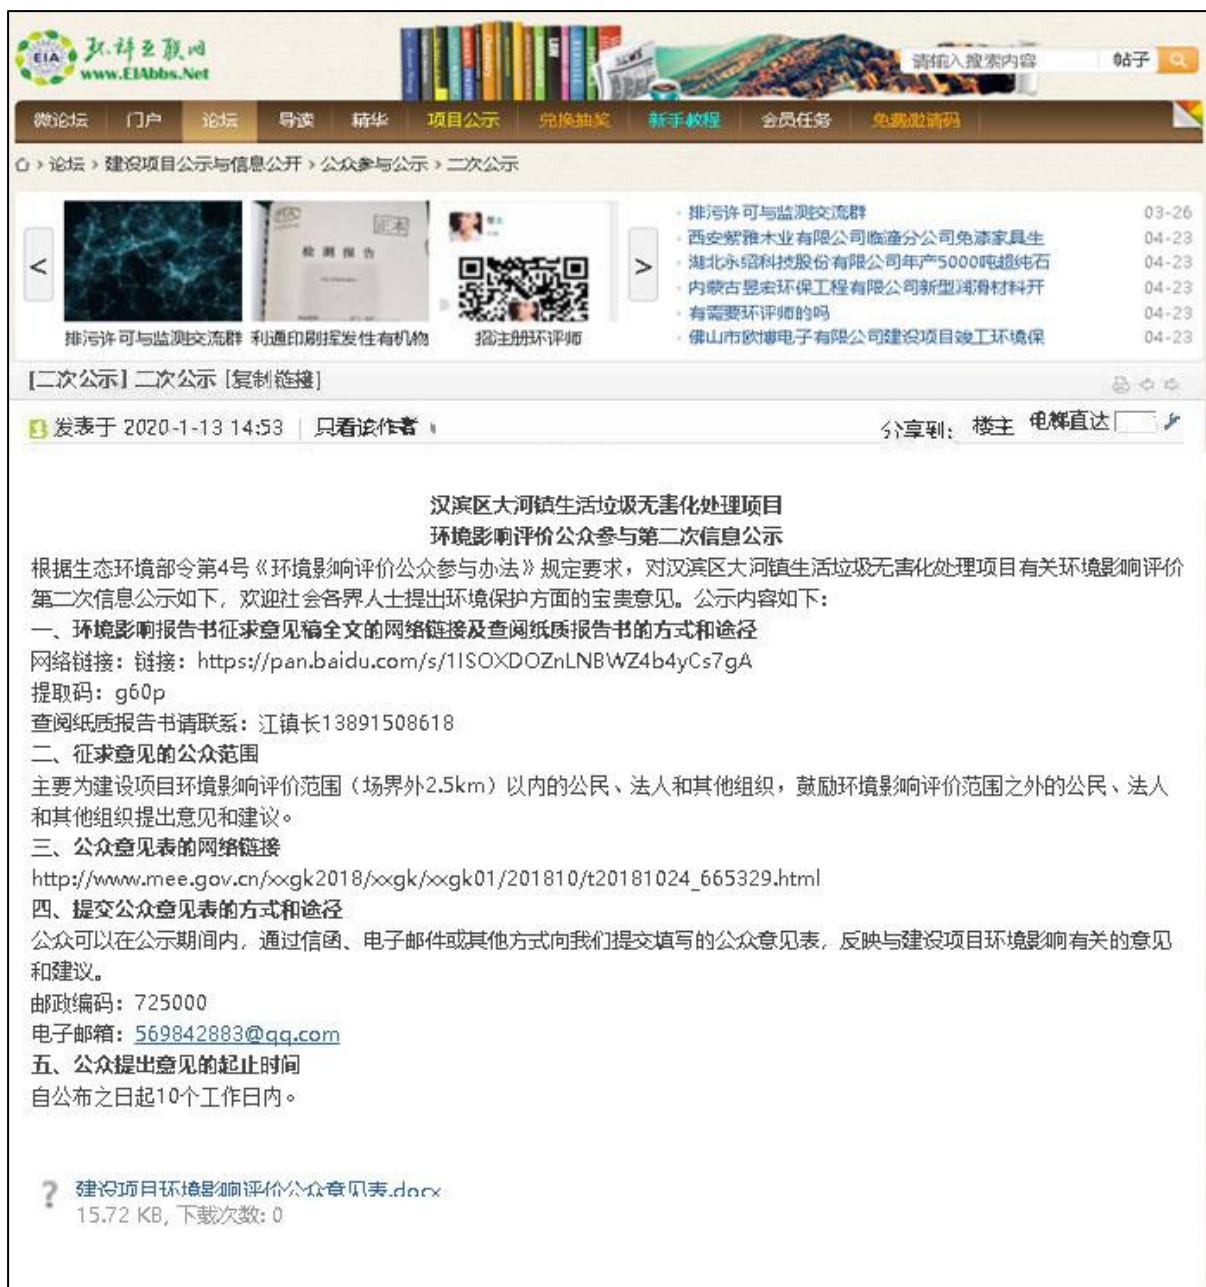 EIA 环评互联网
www.EIAbbs.Net
请输入搜索内容 帖子
微论坛 门户 论坛 导读 精华 项目公示 兑换抽奖 新手教程 会员任务 免费邀请码
论坛 › 建设项目公示与信息公开 › 公众参与公示 › 二次公示
正本
检测报告
< >
排污许可与监测交流群 利通印刷挥发性有机物 招注册环评师
排污许可与监测交流群 03-26
西安紫雅木业有限公司临潼分公司免漆家具生 04-23
湖北永绍科技股份有限公司年产5000吨超纯石 04-23
内蒙古昱宏环保工程有限公司新型润滑材料开 04-23
有需要环评师的吗 04-23
佛山市欧博电子有限公司建设项目竣工环境保 04-23
[二次公示] 二次公示 [复制链接]
发表于 2020-1-13 14:53 | 只看该作者
分享到: 楼主 电梯直达
汉滨区大河镇生活垃圾无害化处理项目
环境影响评价公众参与第二次信息公示
根据生态环境部令第4号《环境影响评价公众参与办法》规定要求，对汉滨区大河镇生活垃圾无害化处理项目有关环境影响评价
第二次信息公示如下，欢迎社会各界人士提出环境保护方面的宝贵意见。公示内容如下：
一、环境影响报告书征求意见稿全文的网络链接及查阅纸质报告书的方式和途径
网络链接：链接：https://pan.baidu.com/s/1ISOXDOZnLNBWZ4b4yCs7gA
提取码：g60p
查阅纸质报告书请联系：江镇长13891508618
二、征求意见的公众范围
主要为建设项目环境影响评价范围（场界外2.5km）以内的公民、法人和其他组织，鼓励环境影响评价范围之外的公民、法人
和其他组织提出意见和建议。
三、公众意见表的网络链接
http://www.mee.gov.cn/xxgk2018/xxgk/xxgk01/201810/t20181024_665329.html
四、提交公众意见表的方式和途径
公众可以在公示期间内，通过信函、电子邮件或其他方式向我们提交填写的公众意见表，反映与建设项目环境影响有关的意见
和建议。
邮政编码：725000
电子邮箱：569842883@qq.com
五、公众提出意见的起止时间
自公布之日起10个工作日内。
? 建设项目环境影响评价公众意见表.docx
15.72 KB, 下载次数: 0